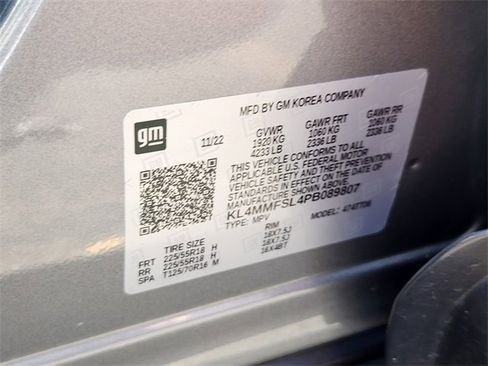 MFD BY GM KOREA COMPANY
gm
11/22
GVWR GAWR FRT GAWR RR
1920 KG 1060 KG 1060 KG
4233 LB 2336 LB 2336 LB
THIS VEHICLE CONFORMS TO ALL
APPLICABLE U.S. FEDERAL MOTOR
VEHICLE SAFETY AND THEFT PREVENTION
STANDARDS IN EFFECT ON THE DATE OF
MANUFACTURE SHOWN ABOVE.
KL4MMFSL4PB089807
TYPE: MPV MODEL: 4T4T706
TIRE SIZE RIM
FRT 225/55R18 H 18X7.5J
RR 225/55R18 H 18X7.5J
SPA T125/70R16 M 16X4BT